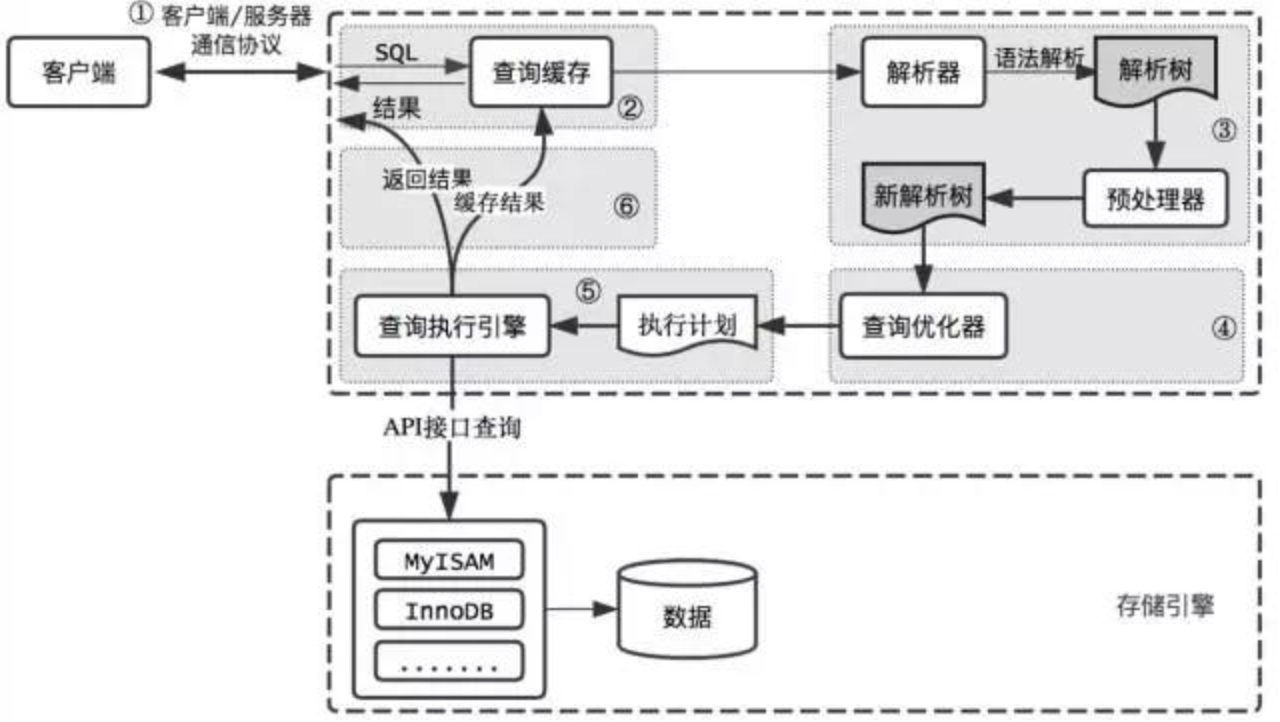 ① 客户端/服务器
通信协议
客户端
SQL
查询缓存
结果
②
解析器
语法解析
解析树
③
返回结果
缓存结果
⑥
新解析树
预处理器
查询执行引擎
⑤
执行计划
查询优化器
④
API接口查询
MyISAM
InnoDB
.......
数据
存储引擎